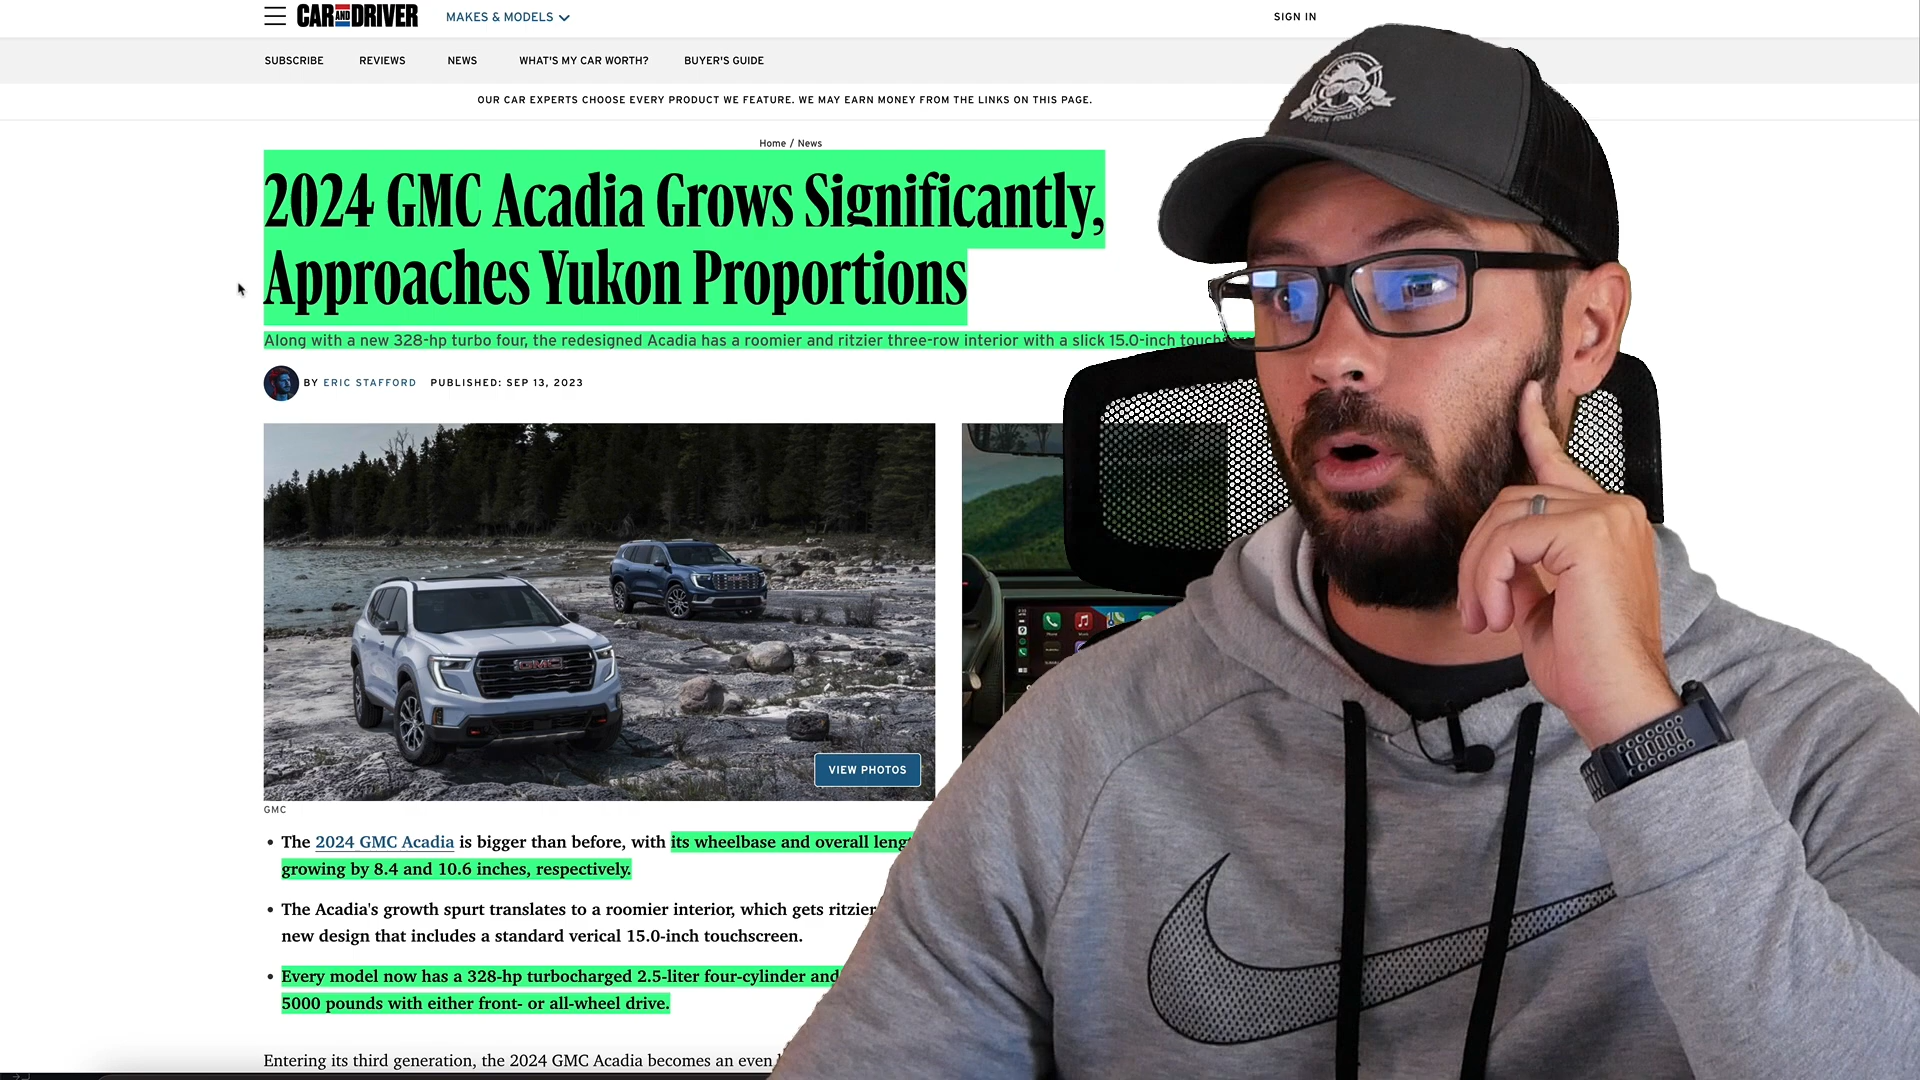 CAR AND DRIVER
MAKES & MODELS
SIGN IN
SUBSCRIBE
REVIEWS
NEWS
WHAT'S MY CAR WORTH?
BUYER'S GUIDE
OUR CAR EXPERTS CHOOSE EVERY PRODUCT WE FEATURE. WE MAY EARN MONEY FROM THE LINKS ON THIS PAGE.
Home / News
2024 GMC Acadia Grows Significantly,
Approaches Yukon Proportions
Along with a new 328-hp turbo four, the redesigned Acadia has a roomier and ritzier three-row interior with a slick 15.0-inch
BY ERIC STAFFORD PUBLISHED: SEP 13, 2023
GMC
VIEW PHOTOS
GMC
• The 2024 GMC Acadia is bigger than before, with its wheelbase and overall
growing by 8.4 and 10.6 inches, respectively.
• The Acadia's growth spurt translates to a roomier interior, which gets ritzier
new design that includes a standard verical 15.0-inch touchscreen.
• Every model now has a 328-hp turbocharged 2.5-liter four-cylinder and
5000 pounds with either front- or all-wheel drive.
Entering its third generation, the 2024 GMC Acadia becomes an even